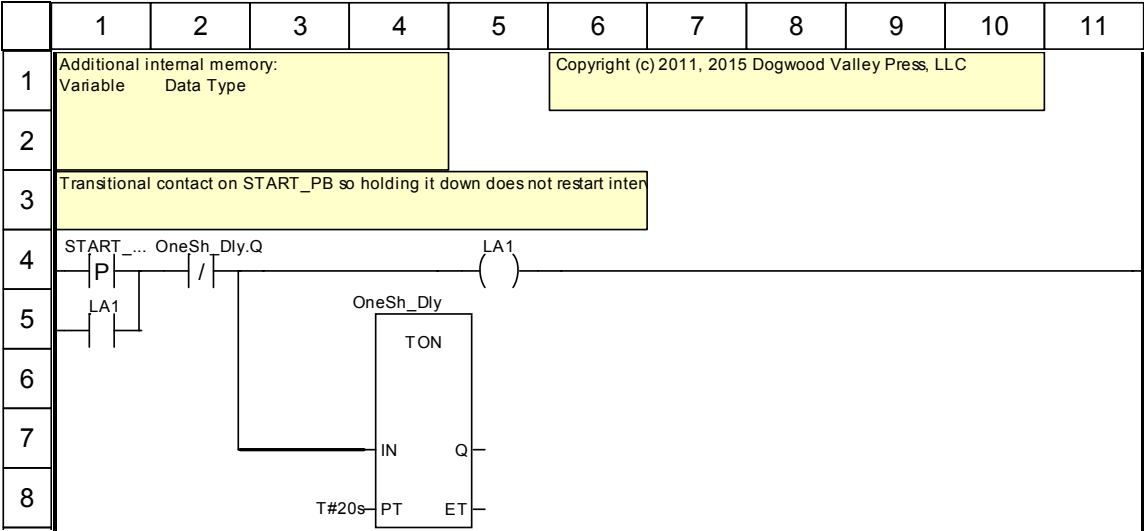 1 2 3 4 5 6 7 8 9 10 11
1
Additional internal memory:
Variable Data Type
Copyright (c) 2011, 2015 Dogwood Valley Press, LLC
2
3
Transitional contact on START_PB so holding it down does not restart inter
4
START_... OneSh_Dly.Q LA1
P /
5
LA1
OneSh_Dly
TON
6
7
IN Q
8
T#20s PT ET